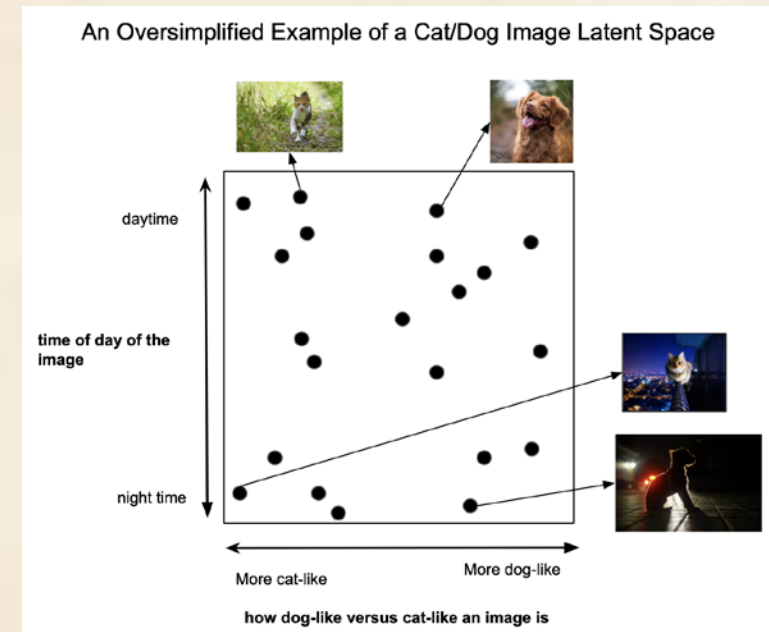 An Oversimplified Example of a Cat/Dog Image Latent Space
daytime
time of day of the
image
night time
More cat-like
More dog-like
how dog-like versus cat-like an image is